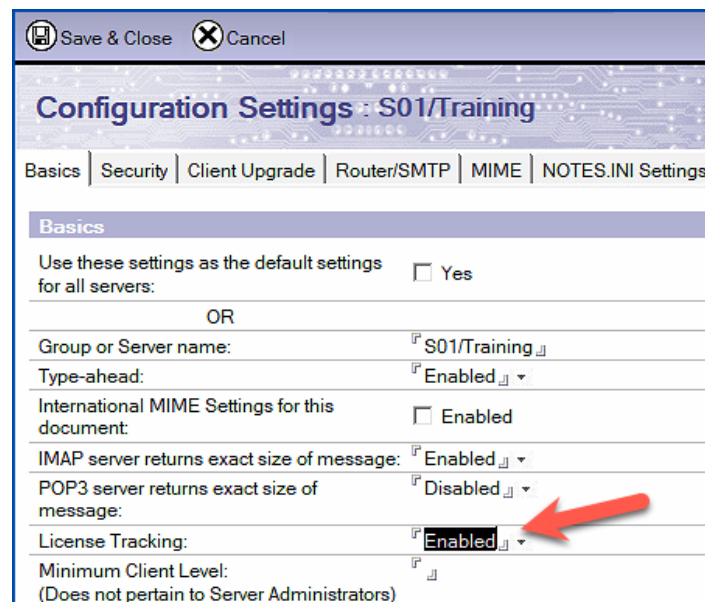 Save & Close Cancel
Configuration Settings : S01/Training
Basics Security Client Upgrade Router/SMTP MIME NOTES.INI Settings
Basics
Use these settings as the default settings
for all servers:
Yes
OR
Group or Server name: S01/Training
Type-ahead: Enabled
International MIME Settings for this
document:
Enabled
IMAP server returns exact size of message: Enabled
POP3 server returns exact size of
message:
Disabled
License Tracking: Enabled
Minimum Client Level:
(Does not pertain to Server Administrators)